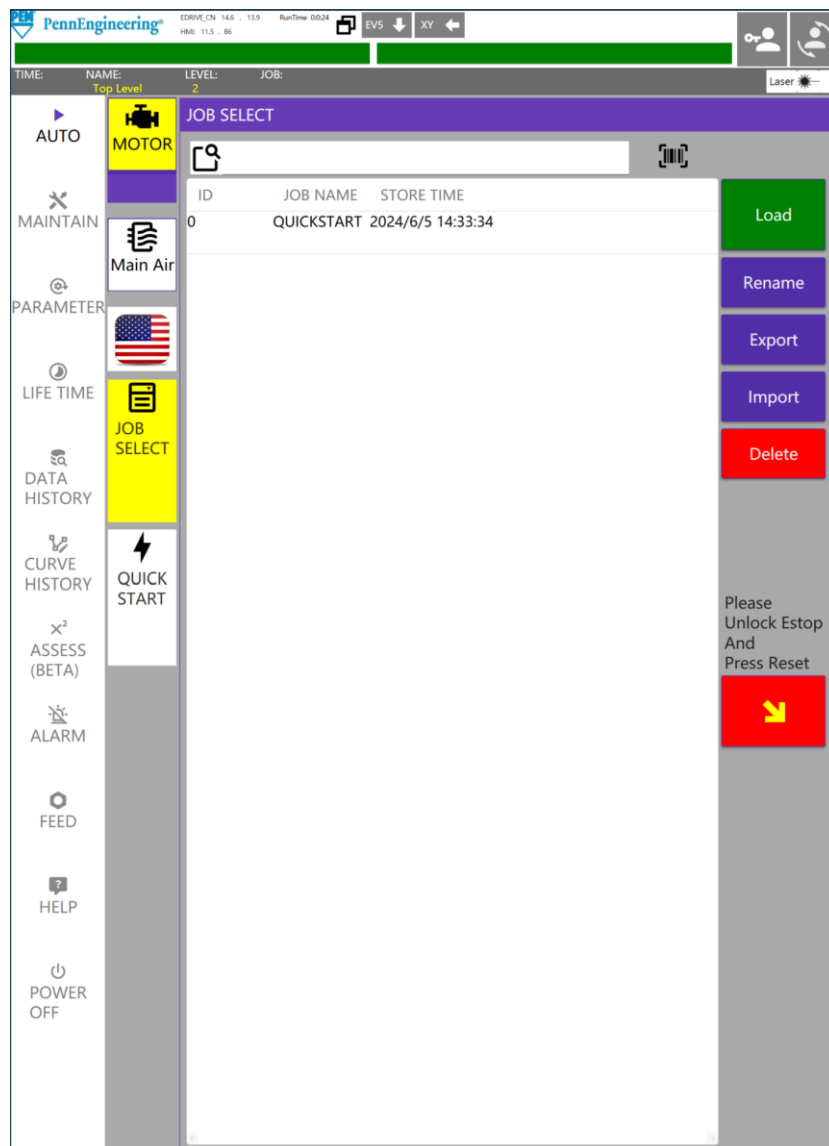 PEM PennEngineering®
EDRIVE_CN 14.6 . 13.9 RunTime 0:0:24
HMI: 11.5 . 86
EV5 XY
TIME: NAME: LEVEL: JOB:
Top Level 2
Laser
AUTO
MAINTAIN
PARAMETER
LIFE TIME
DATA
HISTORY
CURVE
HISTORY
X²
ASSESS
(BETA)
ALARM
FEED
?
HELP
POWER
OFF
MOTOR
Main Air
JOB
SELECT
QUICK
START
JOB SELECT
ID JOB NAME STORE TIME
0 QUICKSTART 2024/6/5 14:33:34
Load
Rename
Export
Import
Delete
Please
Unlock Estop
And
Press Reset